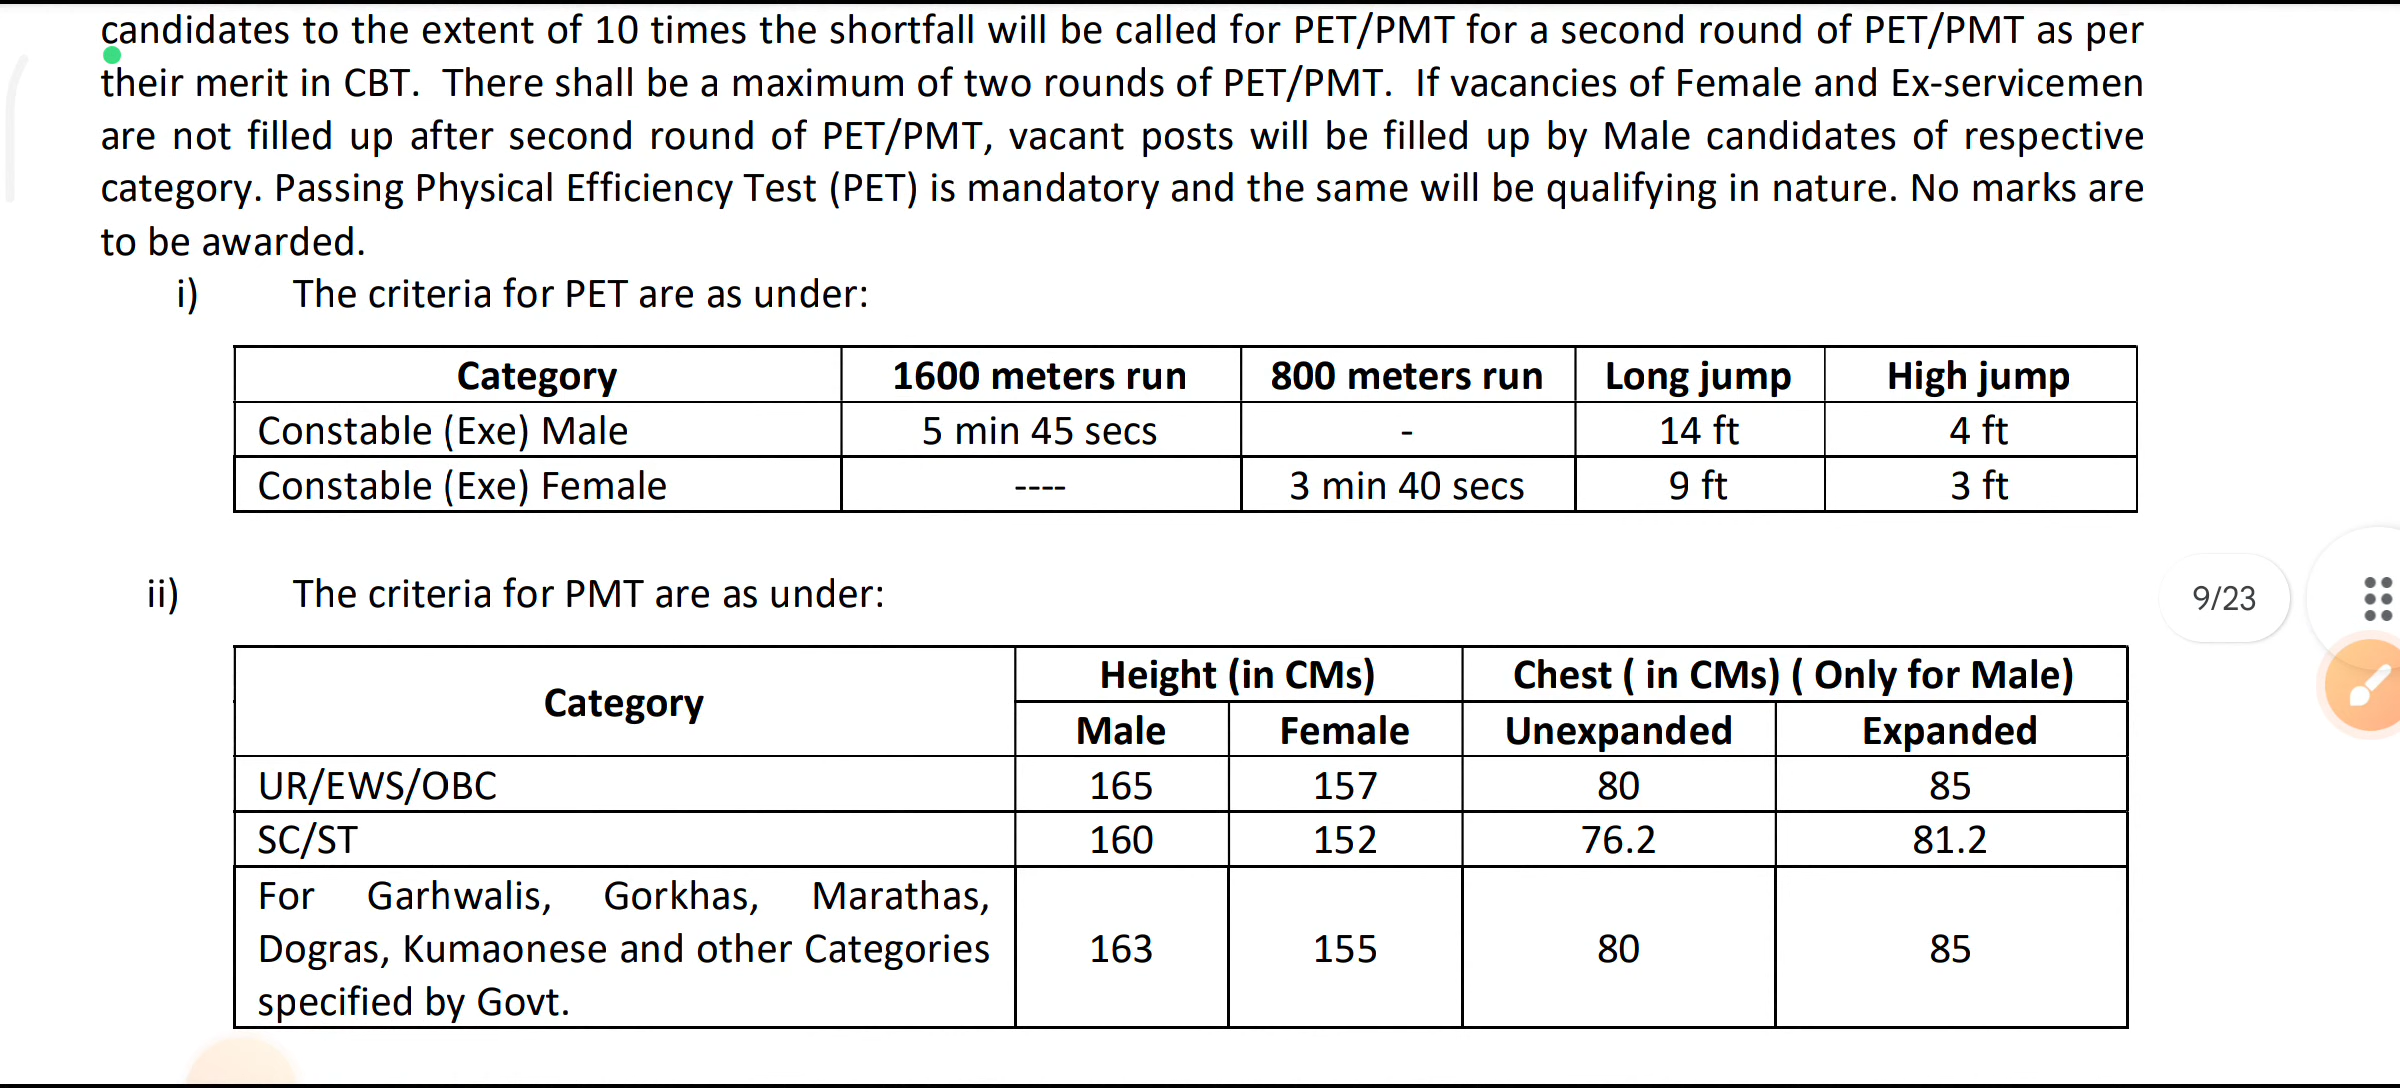 candidates to the extent of 10 times the shortfall will be called for PET/PMT for a second round of PET/PMT as per
their merit in CBT.  There shall be a maximum of two rounds of PET/PMT.  If vacancies of Female and Ex-servicemen
are not filled up after second round of PET/PMT, vacant posts will be filled up by Male candidates of respective
category. Passing Physical Efficiency Test (PET) is mandatory and the same will be qualifying in nature. No marks are
to be awarded.
i) The criteria for PET are as under:
Category 1600 meters run 800 meters run Long jump High jump
Constable (Exe) Male 5 min 45 secs - 14 ft 4 ft
Constable (Exe) Female ---- 3 min 40 secs 9 ft 3 ft
ii) The criteria for PMT are as under:
9/23
Category Height (in CMs) Chest ( in CMs) ( Only for Male)
Male Female Unexpanded Expanded
UR/EWS/OBC 165 157 80 85
SC/ST 160 152 76.2 81.2
For Garhwalis, Gorkhas, Marathas,
Dogras, Kumaonese and other Categories 163 155 80 85
specified by Govt.